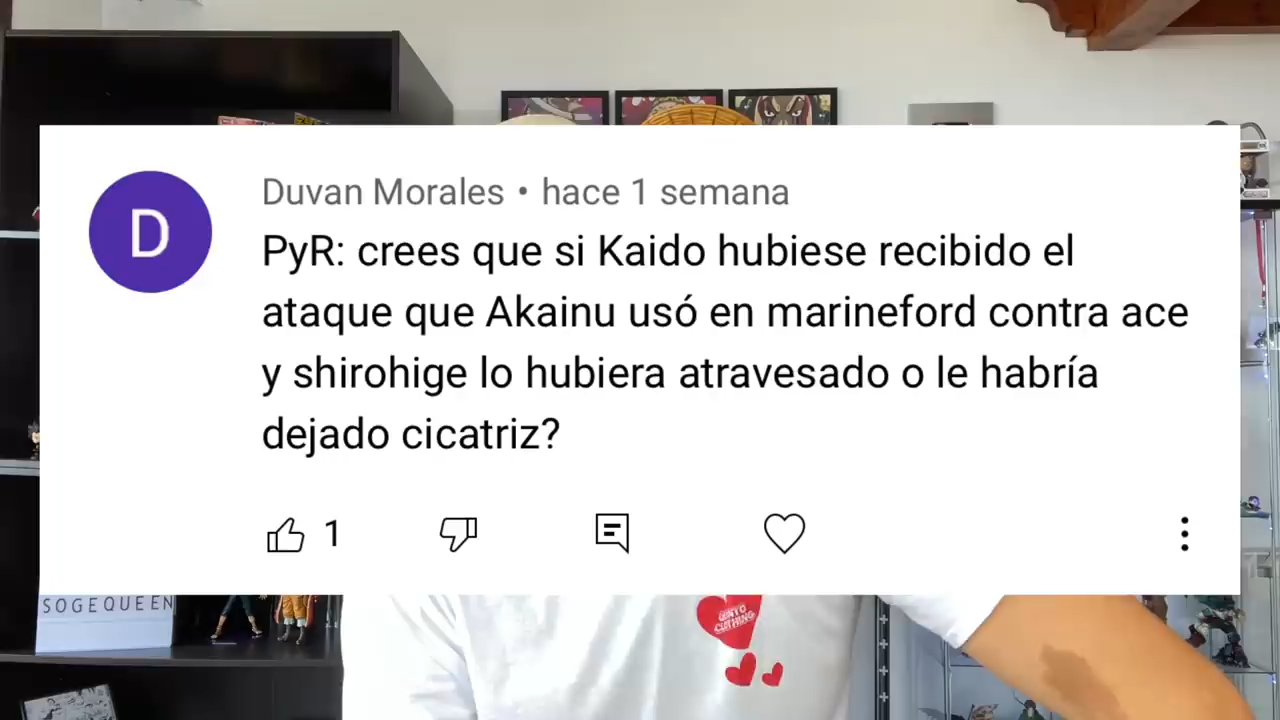 Duvan Morales • hace 1 semana
PyR: crees que si Kaido hubiese recibido el
ataque que Akainu usó en marineford contra ace
y shirohige lo hubiera atravesado o le habría
dejado cicatriz?
1
D
SOGEQUEEN
CLOTHING